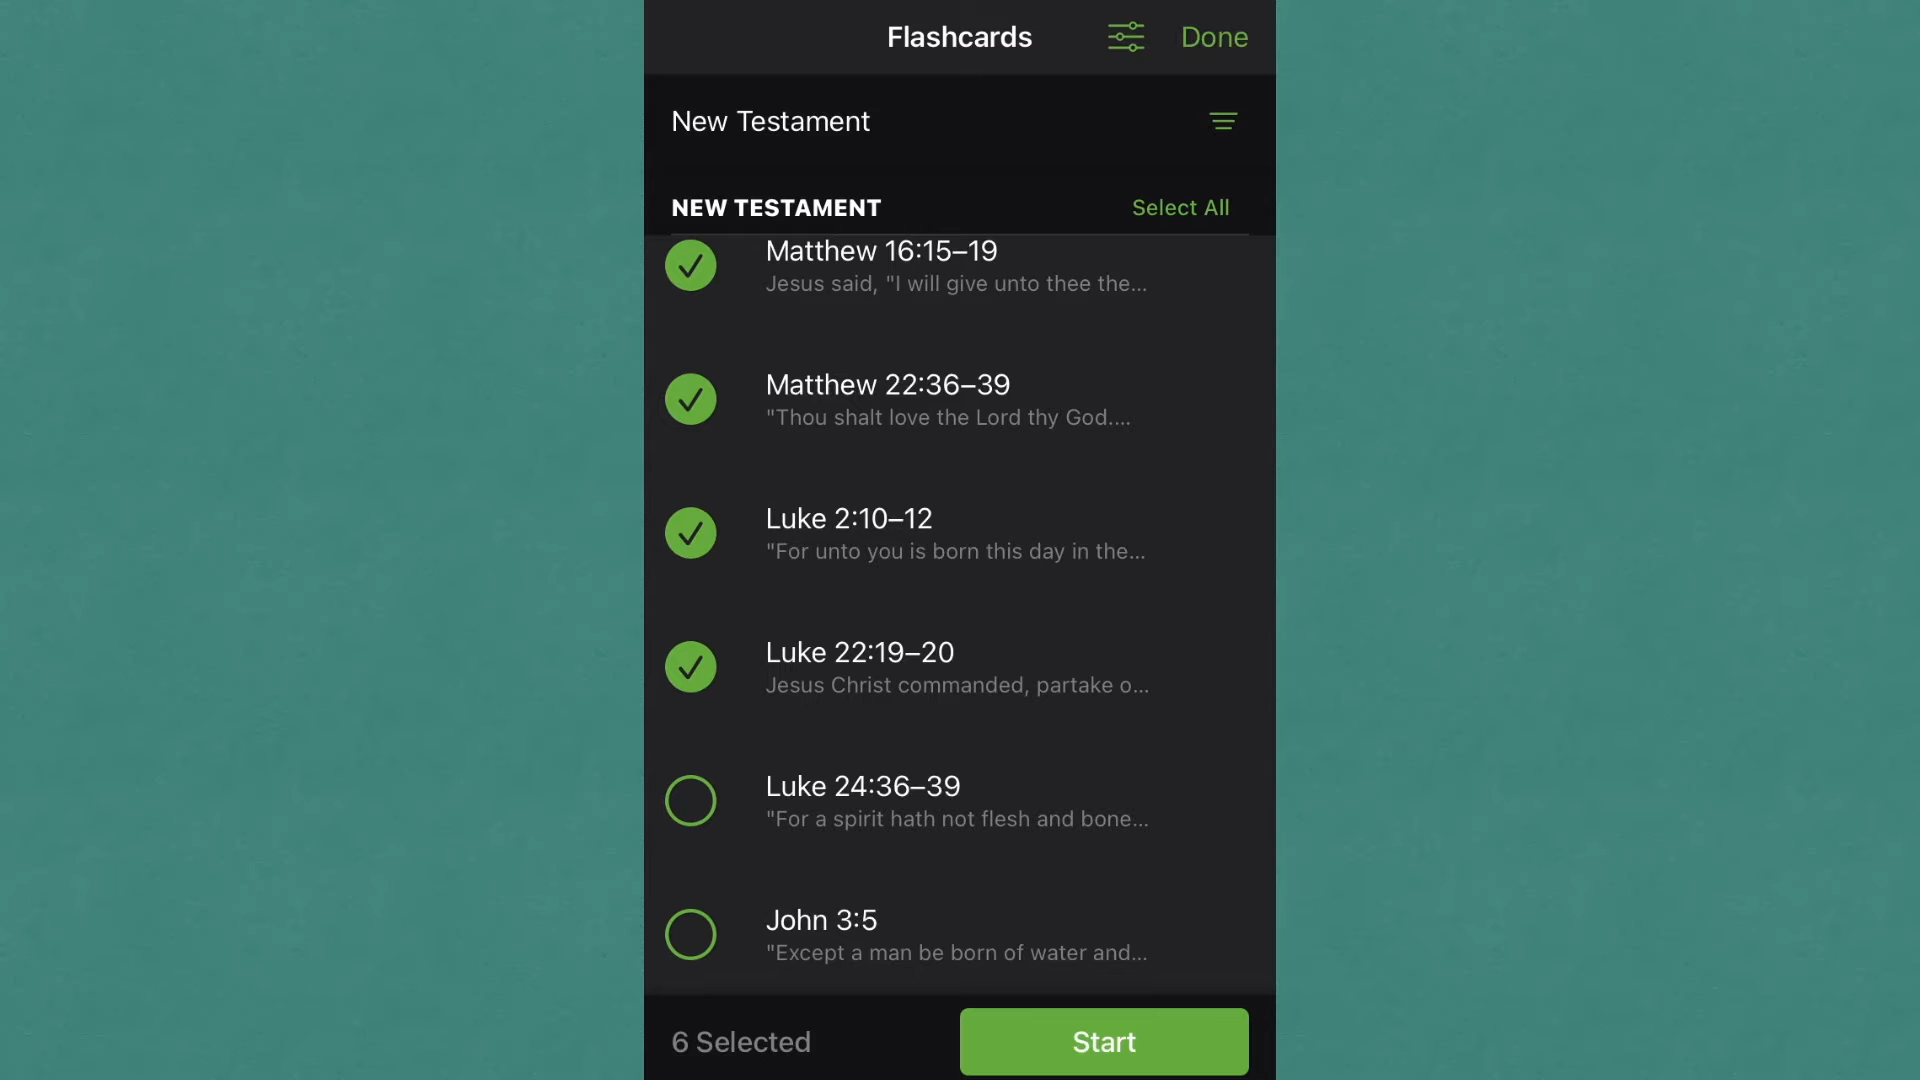 Flashcards
Done
New Testament
NEW TESTAMENT
Select All
Matthew 16:15–19
Jesus said, "I will give unto thee the...
Matthew 22:36–39
"Thou shalt love the Lord thy God....
Luke 2:10–12
"For unto you is born this day in the...
Luke 22:19–20
Jesus Christ commanded, partake o...
Luke 24:36–39
"For a spirit hath not flesh and bone...
John 3:5
"Except a man be born of water and...
6 Selected
Start